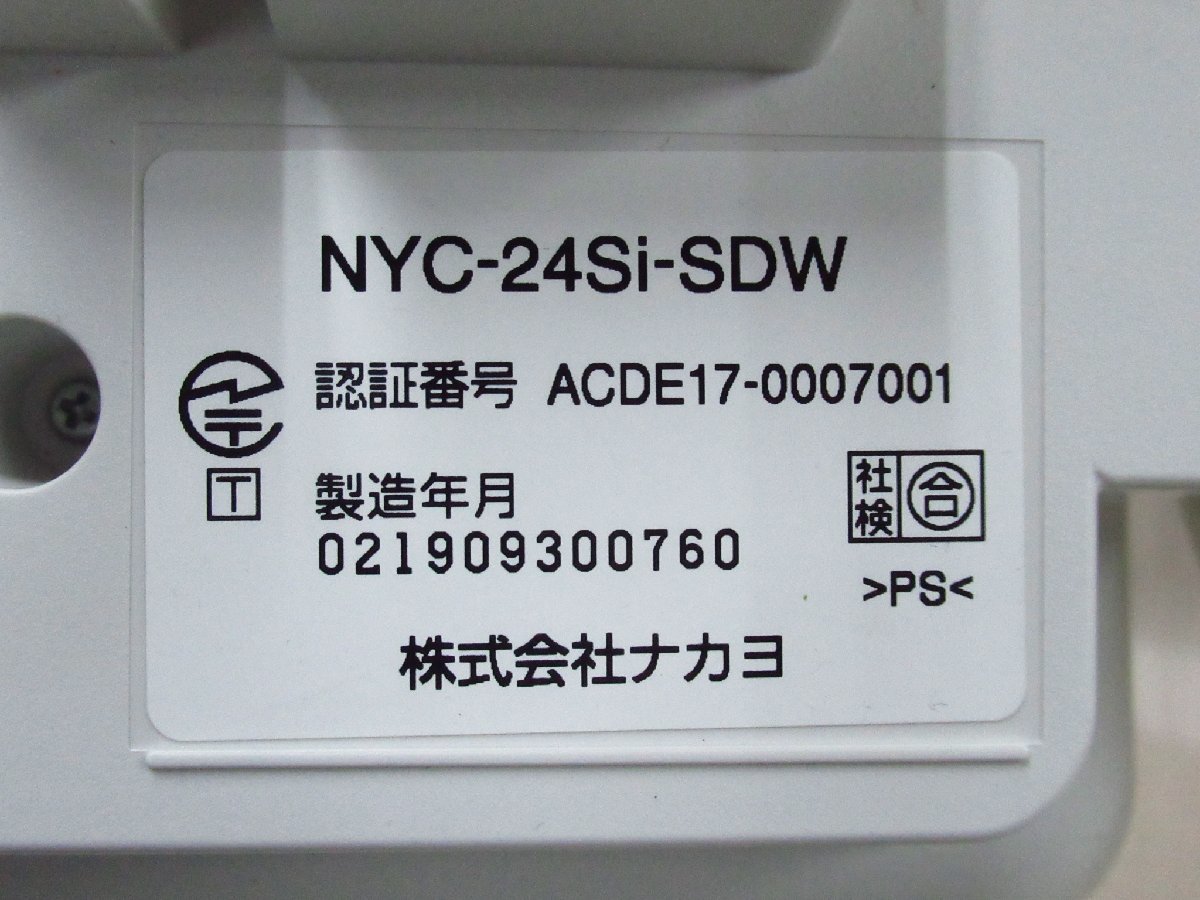 NYC-24Si-SDW
認証番号 ACDE17-0007001
T
製造年月
021909300760
社検 合
>PS<
株式会社ナカヨ